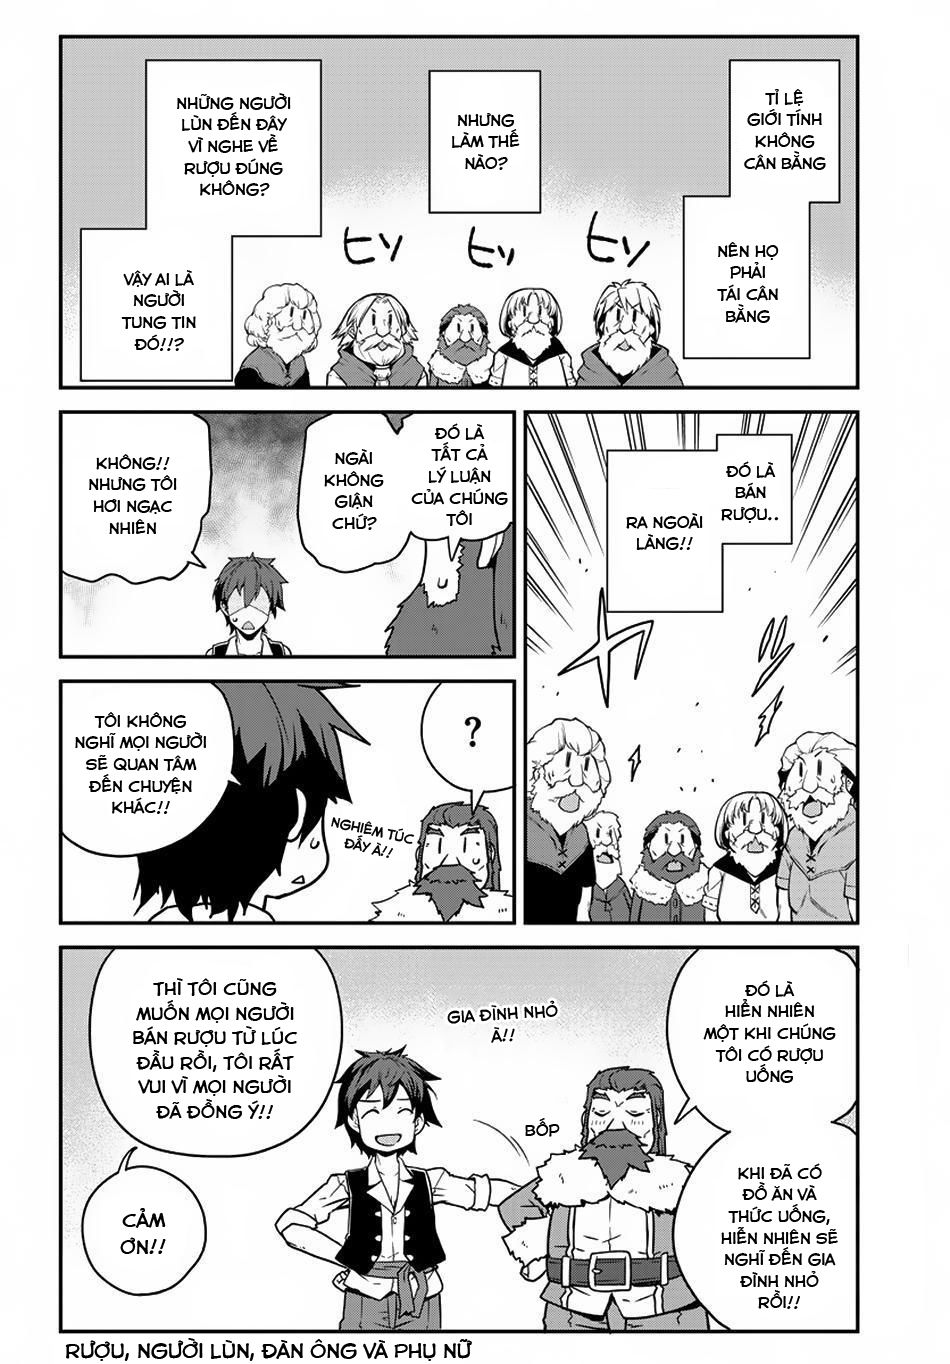 TỈ LỆ
GIỚI TÍNH
KHÔNG
CÂN BẰNG
NÊN HỌ
PHẢI
TÁI CÂN
BẰNG
NHƯNG
LÀM THẾ
NÀO?
NHỮNG NGƯỜI
LÙN ĐẾN ĐÂY
VÌ NGHE VỀ
RƯỢU ĐÚNG
KHÔNG?
VẬY AI LÀ
NGƯỜI
TUNG TIN
ĐÓ!!?
ヒソ
ヒソ
ヒソ
ĐÓ LÀ
BÁN
RƯỢU..
RA NGOÀI
LÀNG!!
ĐÓ LÀ
TẤT CẢ
LÝ LUẬN
CỦA CHÚNG
TÔI
NGÀI
KHÔNG
GIẬN
CHỨ?
KHÔNG!!
NHƯNG TÔI
HƠI NGẠC
NHIÊN
?
NGHIÊM TÚC
ĐẤY À!!
TÔI KHÔNG
NGHĨ MỌI NGƯỜI
SẼ QUAN TÂM
ĐẾN CHUYỆN
KHÁC!!
ĐÓ LÀ
HIỂN NHIÊN
MỘT KHI CHÚNG
TÔI CÓ RƯỢU
UỐNG
KHI ĐÃ CÓ
ĐỒ ĂN VÀ
THỨC UỐNG,
HIỄN NHIÊN SẼ
NGHĨ ĐẾN GIA
ĐÌNH NHỎ
RỒI!!
GIA ĐÌNH NHỎ
À!!
BỐP
THÌ TÔI CŨNG
MUỐN MỌI NGƯỜI
BÁN RƯỢU TỪ LÚC
ĐẦU RỒI, TÔI RẤT
VUI VÌ MỌI NGƯỜI
ĐÃ ĐỒNG Ý!!
CẢM
ƠN!!
RƯỢU, NGƯỜI LÙN, ĐÀN ÔNG VÀ PHỤ NỮ